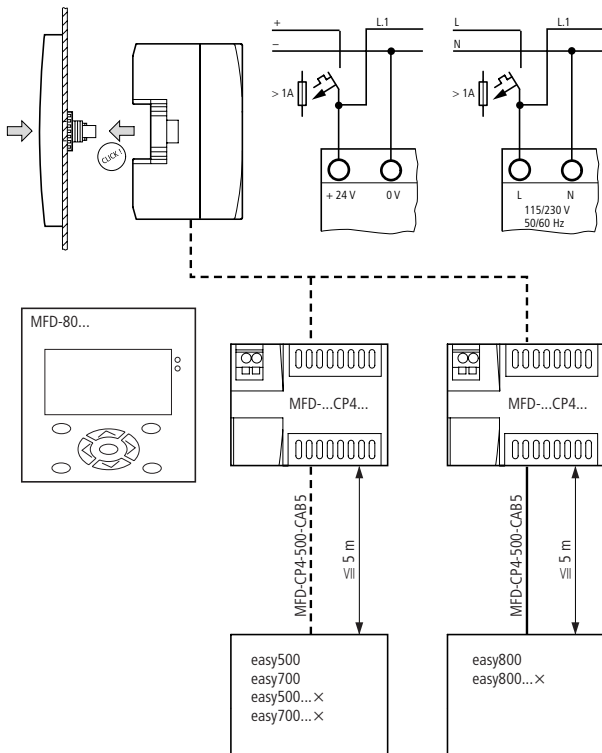 +
–
L.1
> 1A
+ 24 V
0 V
L
N
L.1
> 1A
L
N
115/230 V
50/60 Hz
CLICK !
MFD-80...
MFD-...CP4...
MFD-...CP4...
MFD-CP4-500-CAB5
≦ 5 m
MFD-CP4-500-CAB5
≦ 5 m
easy500
easy700
easy500...×
easy700...×
easy800
easy800...×